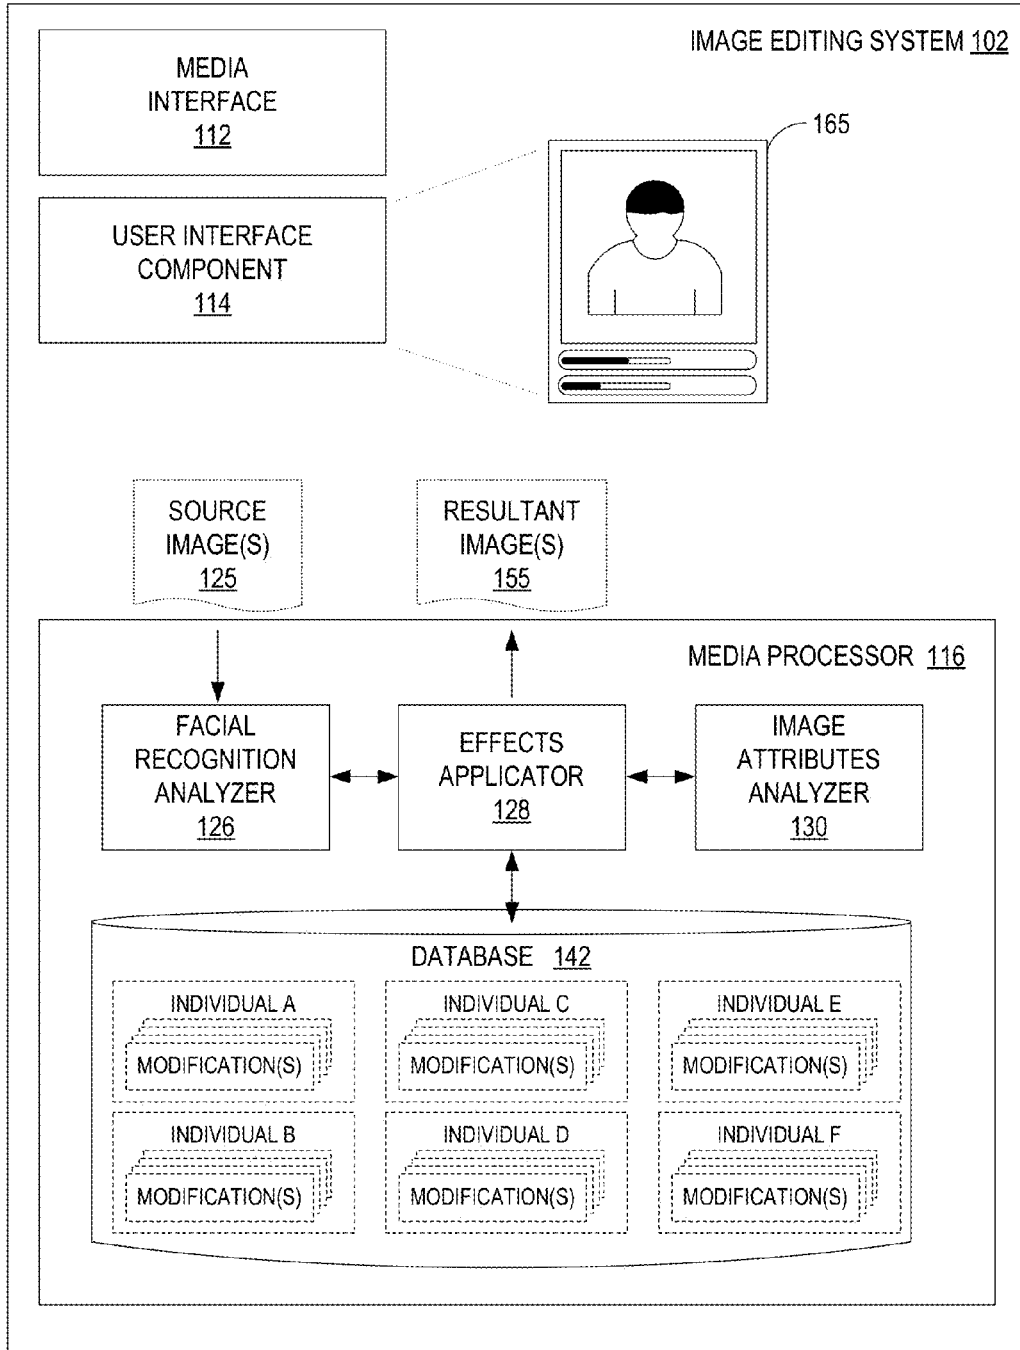 IMAGE EDITING SYSTEM 102
MEDIA
INTERFACE
112
165
USER INTERFACE
COMPONENT
114
SOURCE
IMAGE(S)
125
RESULTANT
IMAGE(S)
155
MEDIA PROCESSOR 116
FACIAL
RECOGNITION
ANALYZER
126
EFFECTS
APPLICATOR
128
IMAGE
ATTRIBUTES
ANALYZER
130
DATABASE 142
INDIVIDUAL A
MODIFICATION(S)
INDIVIDUAL C
MODIFICATION(S)
INDIVIDUAL E
MODIFICATION(S)
INDIVIDUAL B
MODIFICATION(S)
INDIVIDUAL D
MODIFICATION(S)
INDIVIDUAL F
MODIFICATION(S)